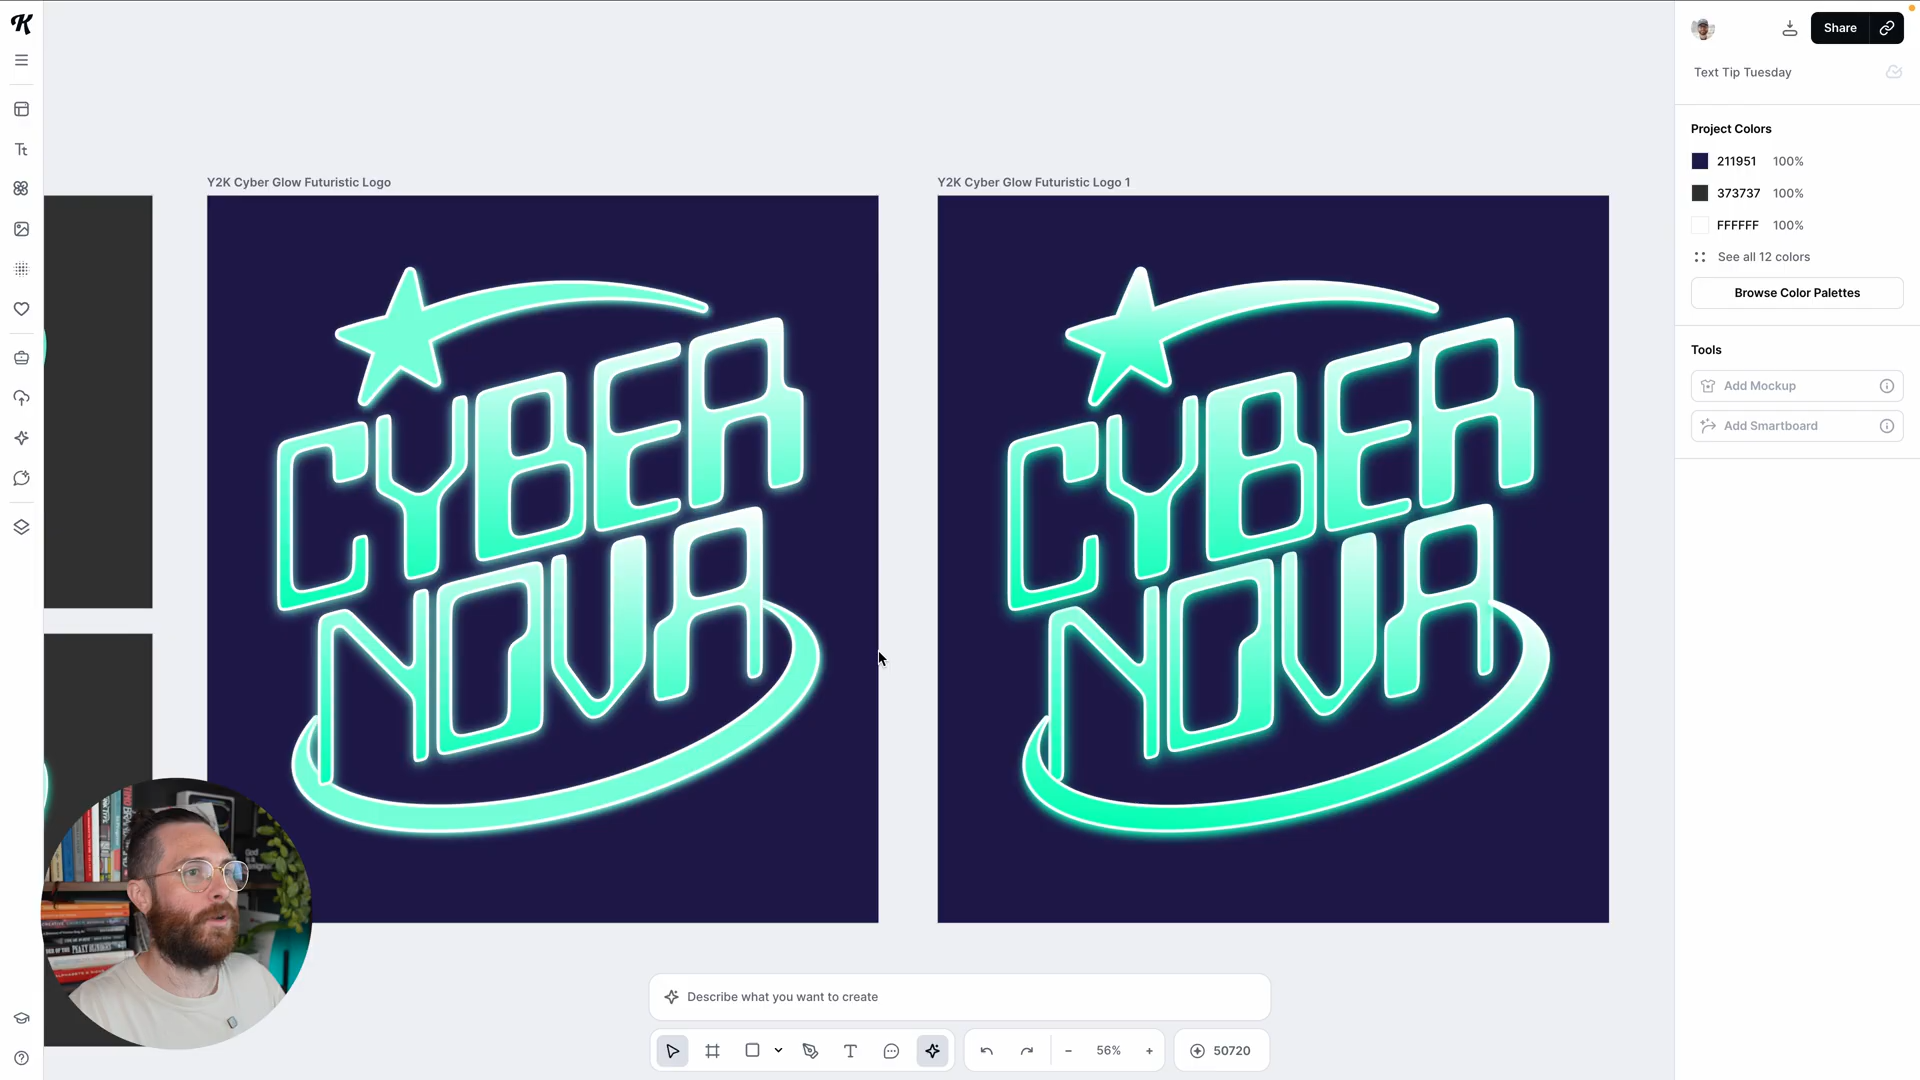 K
Share
Text Tip Tuesday
Project Colors
211951 100%
373737 100%
FFFFFF 100%
See all 12 colors
Browse Color Palettes
Tools
Add Mockup
Add Smartboard
Tt
Y2K Cyber Glow Futuristic Logo
CYBER
NOVA
Y2K Cyber Glow Futuristic Logo 1
CYBER
NOVA
Describe what you want to create
T
56%
50720